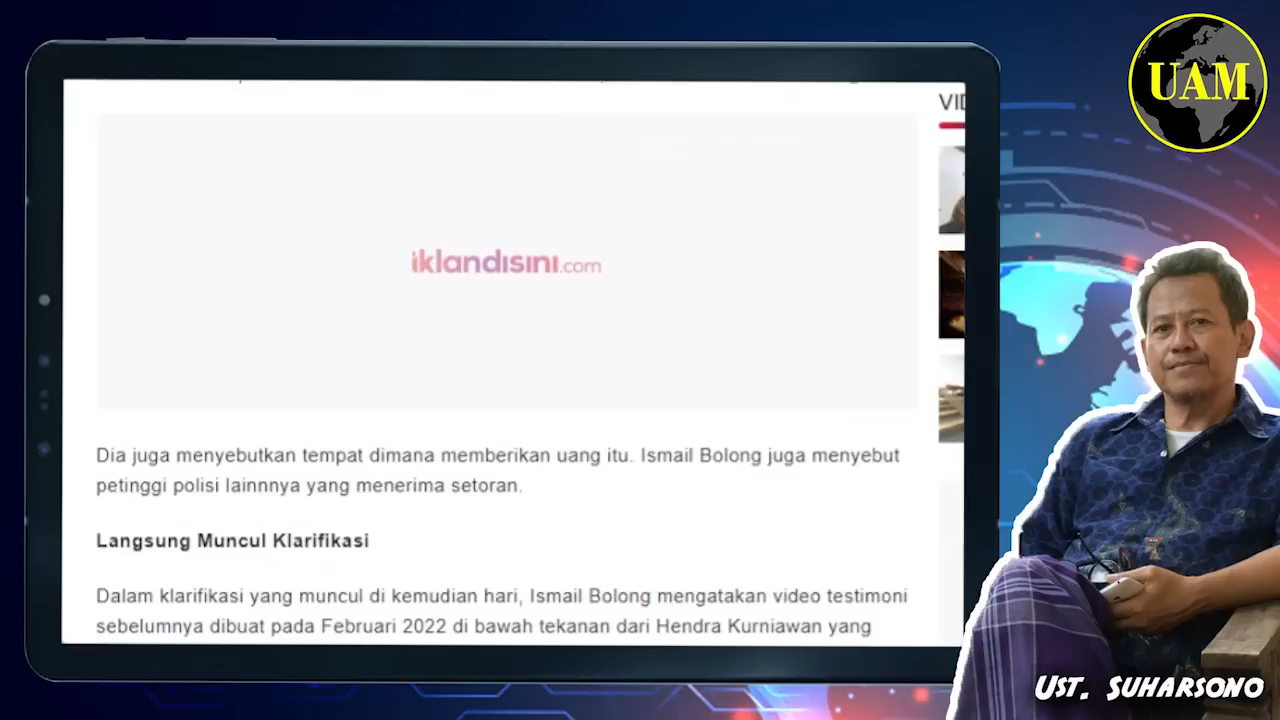 UAM
VID
iklandisini.com
Dia juga menyebutkan tempat dimana memberikan uang itu. Ismail Bolong juga menyebut
petinggi polisi lainnnya yang menerima setoran.
Langsung Muncul Klarifikasi
Dalam klarifikasi yang muncul di kemudian hari, Ismail Bolong mengatakan video testimoni
sebelumnya dibuat pada Februari 2022 di bawah tekanan dari Hendra Kurniawan yang
UST. SUHARSONO